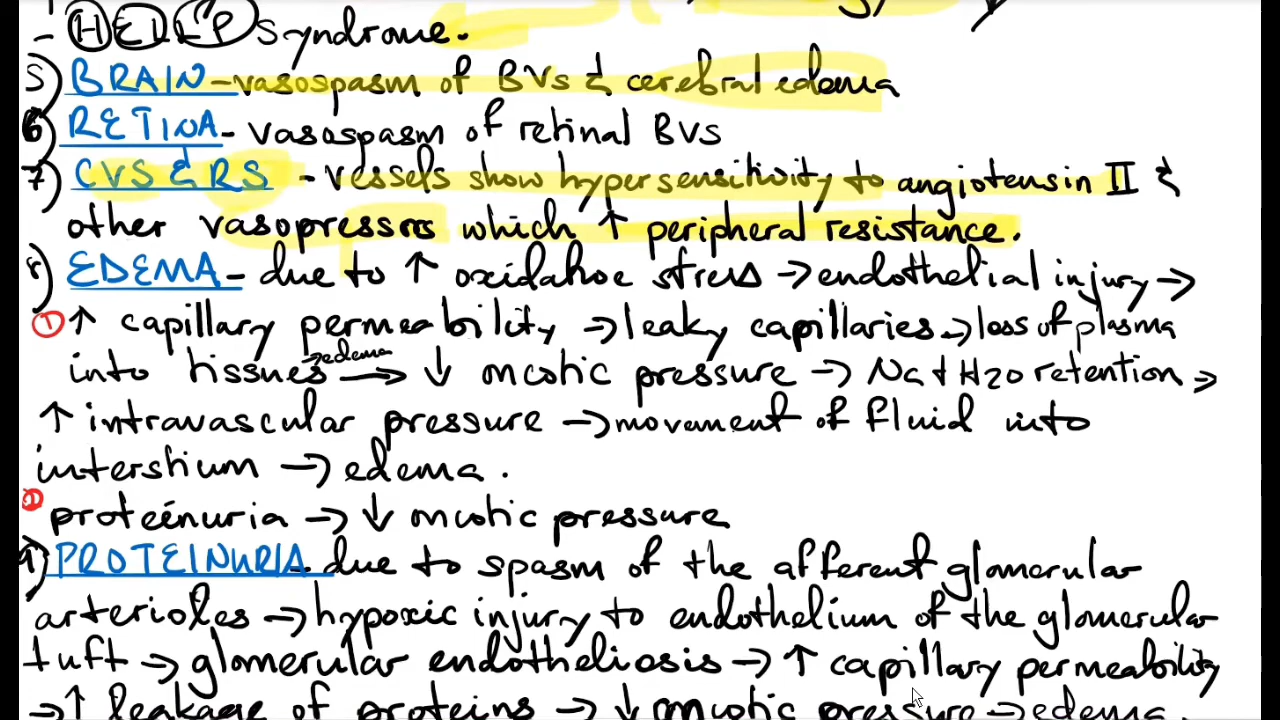 - HELLP Syndrome.
5) BRAIN - vasospasm of BVs & cerebral edema
6) RETINA - vasospasm of retinal BVs
7) CVS & RS - vessels show hypersensitivity to angiotensin II &
other vasopressors which ↑ peripheral resistance.
8) EDEMA - due to ↑ oxidative stress → endothelial injury →
① ↑ capillary permeability → leaky capillaries → loss of plasma
into tissues → ↓ oncotic pressure → Na + H2O retention →
→ edema
↑ intravascular pressure → movement of fluid into
interstium → edema.
proteinuria → ↓ oncotic pressure
9) PROTEINURIA - due to spasm of the afferent glomerular
arterioles → hypoxic injury to endothelium of the glomerular
tuft → glomerular endotheliosis → ↑ capillary permeability
→ ↑ leakage of proteins → ↓ oncotic pressure → edema.